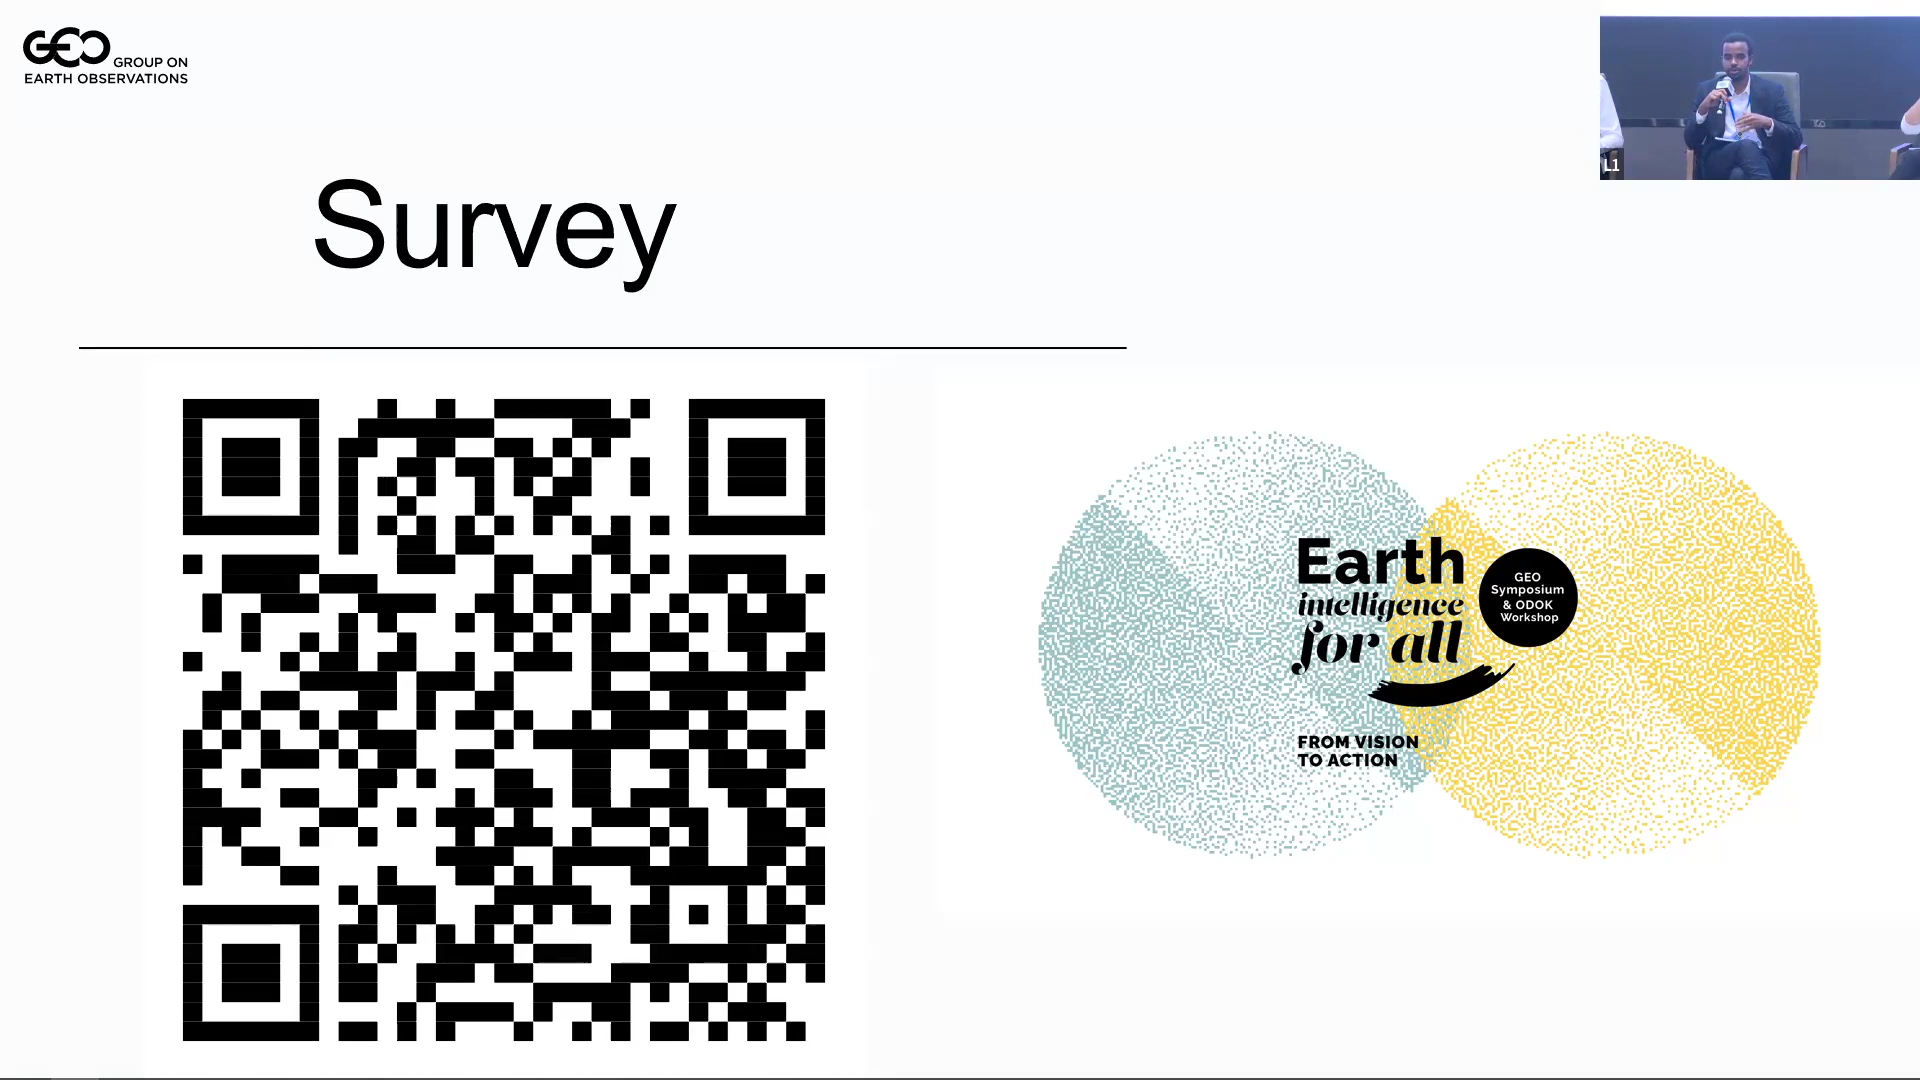 GEO GROUP ON
EARTH OBSERVATIONS
L1
Survey
Earth
intelligence
for all
GEO
Symposium
& ODOK
Workshop
FROM VISION
TO ACTION